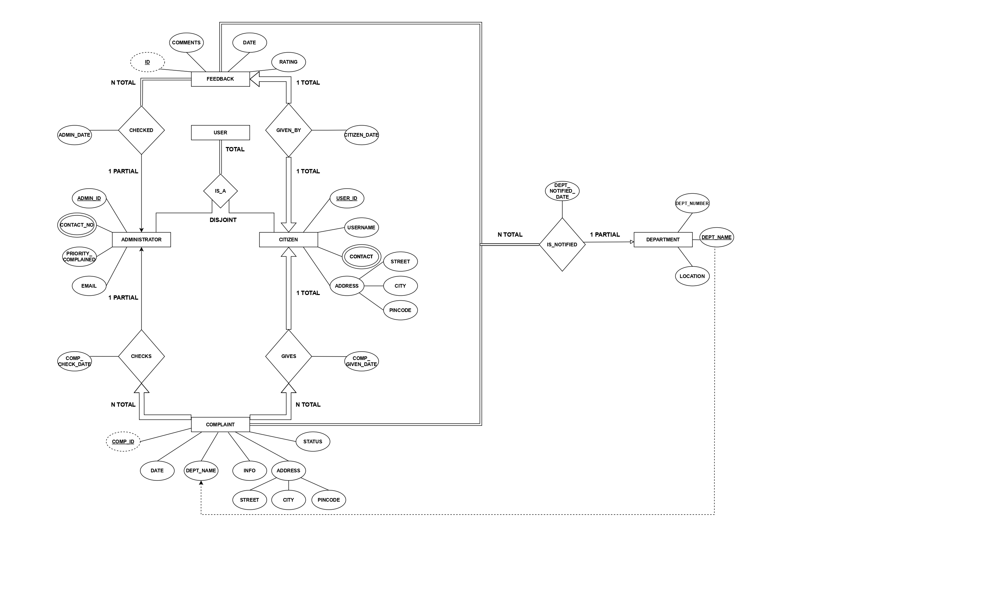 COMMENTS
DATE
ID
RATING
FEEDBACK
N TOTAL
1 TOTAL
CHECKED
USER
GIVEN_BY
ADMIN_DATE
CITIZEN_DATE
TOTAL
1 PARTIAL
1 TOTAL
IS_A
ADMIN_ID
USER_ID
DISJOINT
CONTACT_NO
USERNAME
ADMINISTRATOR
CITIZEN
PRIORITY_
COMPLAINED
CONTACT
STREET
EMAIL
ADDRESS
CITY
1 PARTIAL
1 TOTAL
PINCODE
DEPT_
NOTIFIED_
DATE
DEPT_NUMBER
N TOTAL
1 PARTIAL
IS_NOTIFIED
DEPARTMENT
DEPT_NAME
LOCATION
COMP_
CHECK_DATE
CHECKS
GIVES
COMP_
GIVEN_DATE
N TOTAL
N TOTAL
COMPLAINT
COMP_ID
STATUS
DATE
DEPT_NAME
INFO
ADDRESS
STREET
CITY
PINCODE